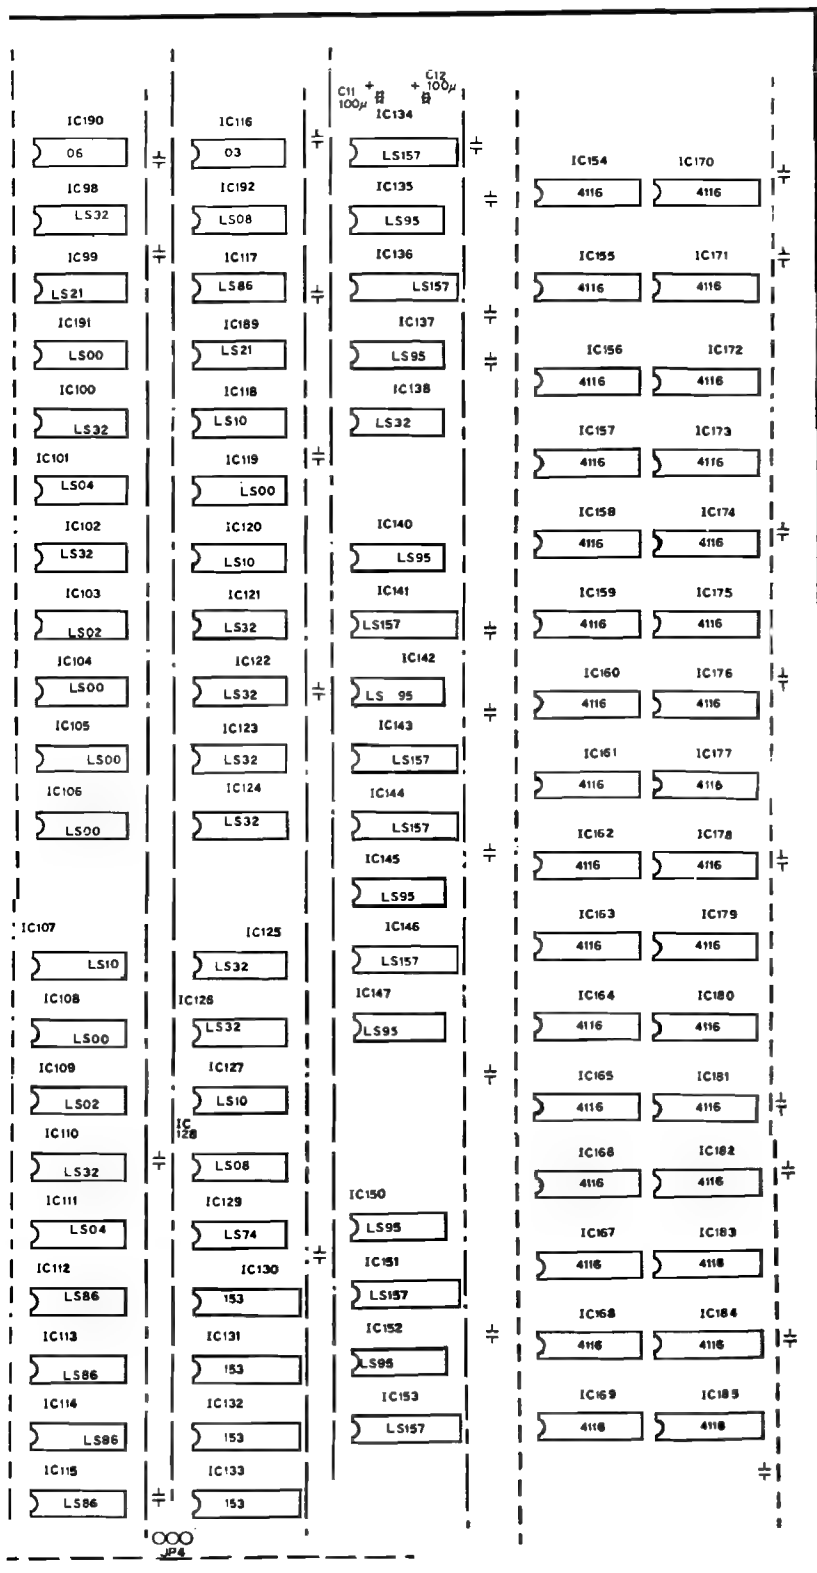 C11
100µ
+
+
C12
100µ
IC190
06
IC98
LS32
IC99
LS21
IC191
LS00
IC100
LS32
IC101
LS04
IC102
LS32
IC103
LS02
IC104
LS00
IC105
LS00
IC106
LS00
IC107
LS10
IC108
LS00
IC109
LS02
IC110
LS32
IC111
LS04
IC112
LS86
IC113
LS86
IC114
LS86
IC115
LS86
IC116
03
IC192
LS08
IC117
LS86
IC189
LS21
IC118
LS10
IC119
LS00
IC120
LS10
IC121
LS32
IC122
LS32
IC123
LS32
IC124
LS32
IC125
LS32
IC126
LS32
IC127
LS10
IC
128
LS08
IC129
LS74
IC130
153
IC131
153
IC132
153
IC133
153
JP4
IC134
LS157
IC135
LS95
IC136
LS157
IC137
LS95
IC138
LS32
IC140
LS95
IC141
LS157
IC142
LS 95
IC143
LS157
IC144
LS157
IC145
LS95
IC146
LS157
IC147
LS95
IC150
LS95
IC151
LS157
IC152
LS95
IC153
LS157
IC154 IC170
4116 4116
IC155 IC171
4116 4116
IC156 IC172
4116 4116
IC157 IC173
4116 4116
IC158 IC174
4116 4116
IC159 IC175
4116 4116
IC160 IC176
4116 4116
IC161 IC177
4116 4116
IC162 IC178
4116 4116
IC163 IC179
4116 4116
IC164 IC180
4116 4116
IC165 IC181
4116 4116
IC166 IC182
4116 4116
IC167 IC183
4116 4116
IC168 IC184
4116 4116
IC169 IC185
4116 4116